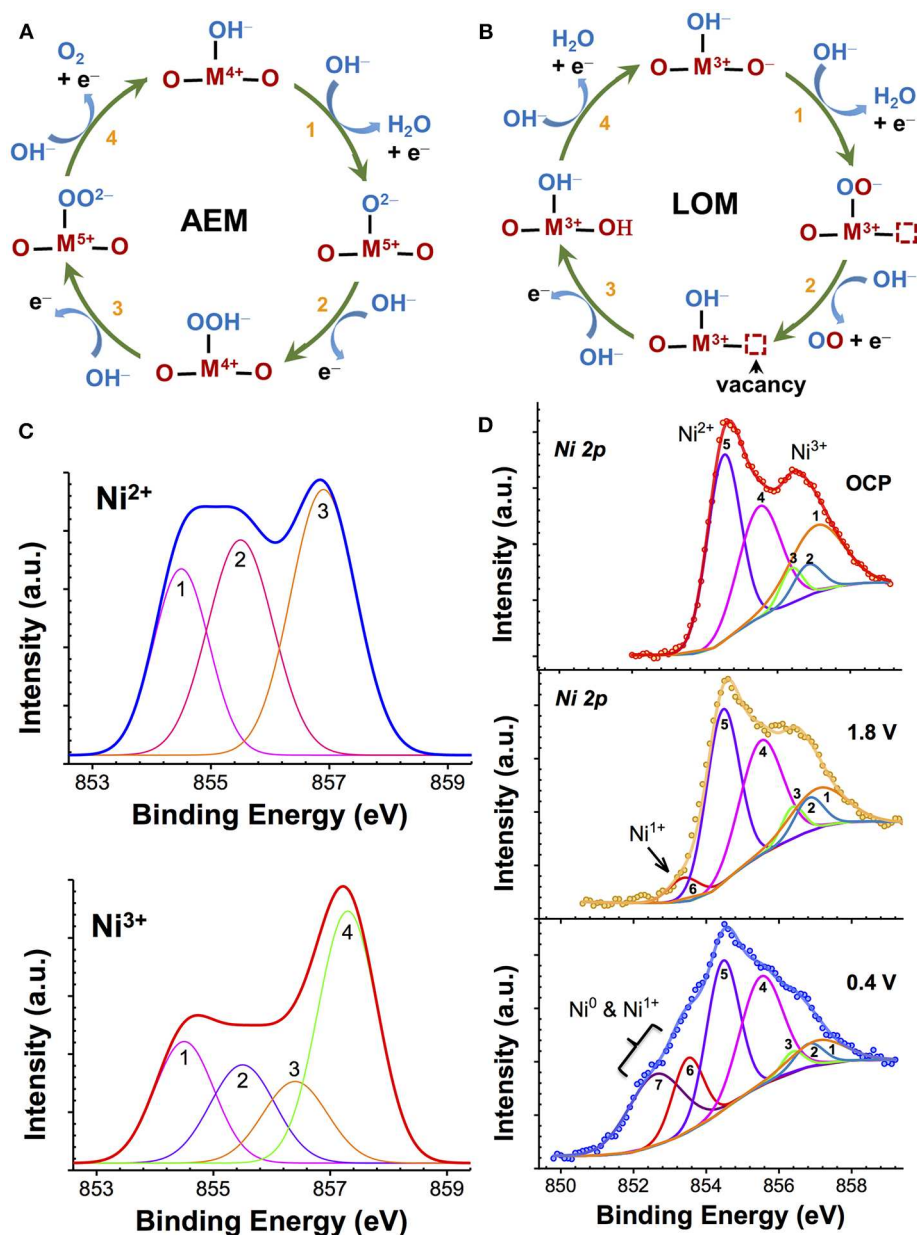 A
OH⁻
O M⁴⁺ O
O₂
+ e⁻
OH⁻
4
OH⁻
1
H₂O
+ e⁻
OO²⁻
O M⁵⁺ O
AEM
O²⁻
O M⁵⁺ O
e⁻
3
OH⁻
OOH⁻
O M⁴⁺ O
2
OH⁻
e⁻
B
OH⁻
O M³⁺ O⁻
H₂O
+ e⁻
OH⁻
4
OH⁻
1
H₂O
+ e⁻
OH⁻
O M³⁺ OH
LOM
OO⁻
M³⁺
O
e⁻
3
OH⁻
OH⁻
O M³⁺
vacancy
2
OH⁻
OO + e⁻
C
Ni²⁺
Intensity (a.u.)
1
2
3
853 855 857 859
Binding Energy (eV)
Ni³⁺
Intensity (a.u.)
1
2
3
4
853 855 857 859
Binding Energy (eV)
D
Ni 2p
Ni²⁺
Ni³⁺
OCP
Intensity (a.u.)
5
4
3
2
1
Ni 2p
1.8 V
Intensity (a.u.)
Ni¹⁺
6
5
4
3
2
1
0.4 V
Intensity (a.u.)
Ni⁰ & Ni¹⁺
7
6
5
4
3
2
1
850 852 854 856 858
Binding Energy (eV)